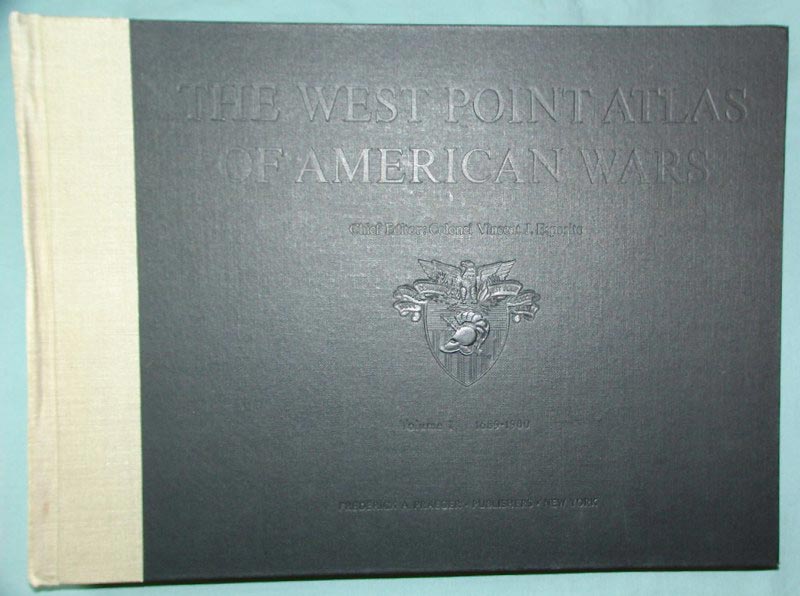 THE WEST POINT ATLAS
OF AMERICAN WARS
Chief Editor: Colonel Vincent J. Esposito
Volume I 1689-1900
FREDERICK A. PRAEGER • PUBLISHERS • NEW YORK